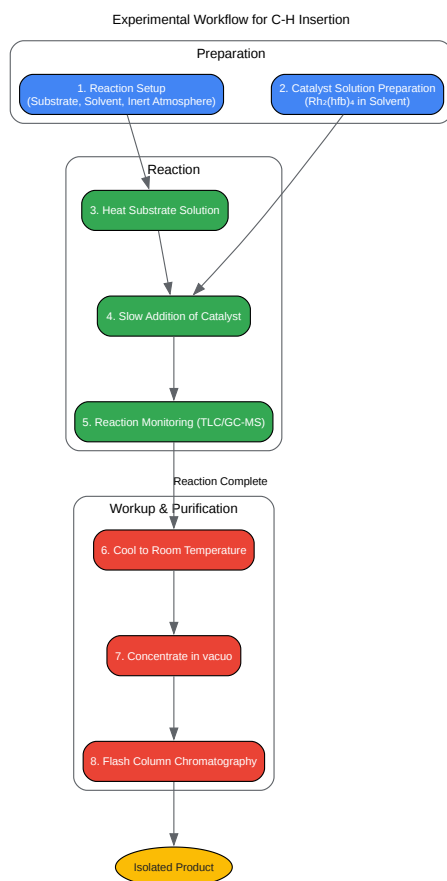 Experimental Workflow for C-H Insertion
Preparation
1. Reaction Setup
(Substrate, Solvent, Inert Atmosphere)
2. Catalyst Solution Preparation
(Rh₂(hfb)₄ in Solvent)
Reaction
3. Heat Substrate Solution
4. Slow Addition of Catalyst
5. Reaction Monitoring (TLC/GC-MS)
Reaction Complete
Workup & Purification
6. Cool to Room Temperature
7. Concentrate in vacuo
8. Flash Column Chromatography
Isolated Product